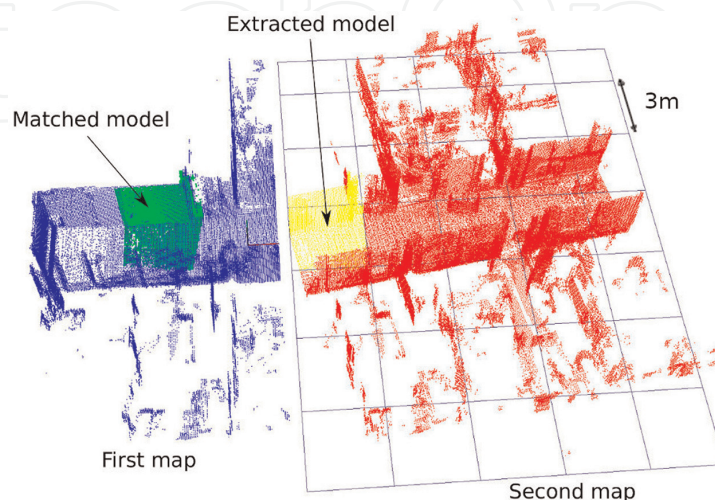 Extracted model
Matched model
3m
First map
Second map